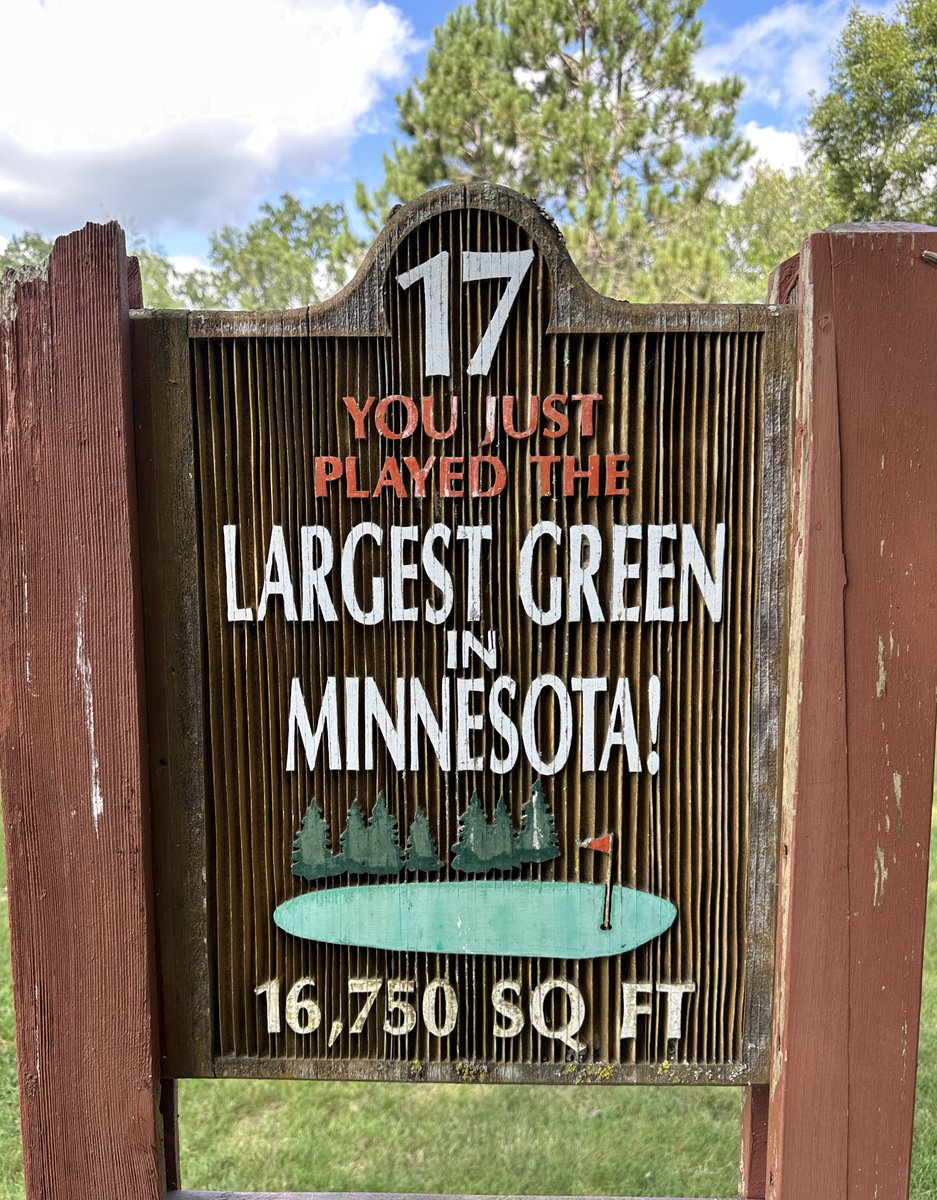 17
YOU JUST
PLAYED THE
LARGEST GREEN
IN
MINNESOTA!
16,750 SQ FT